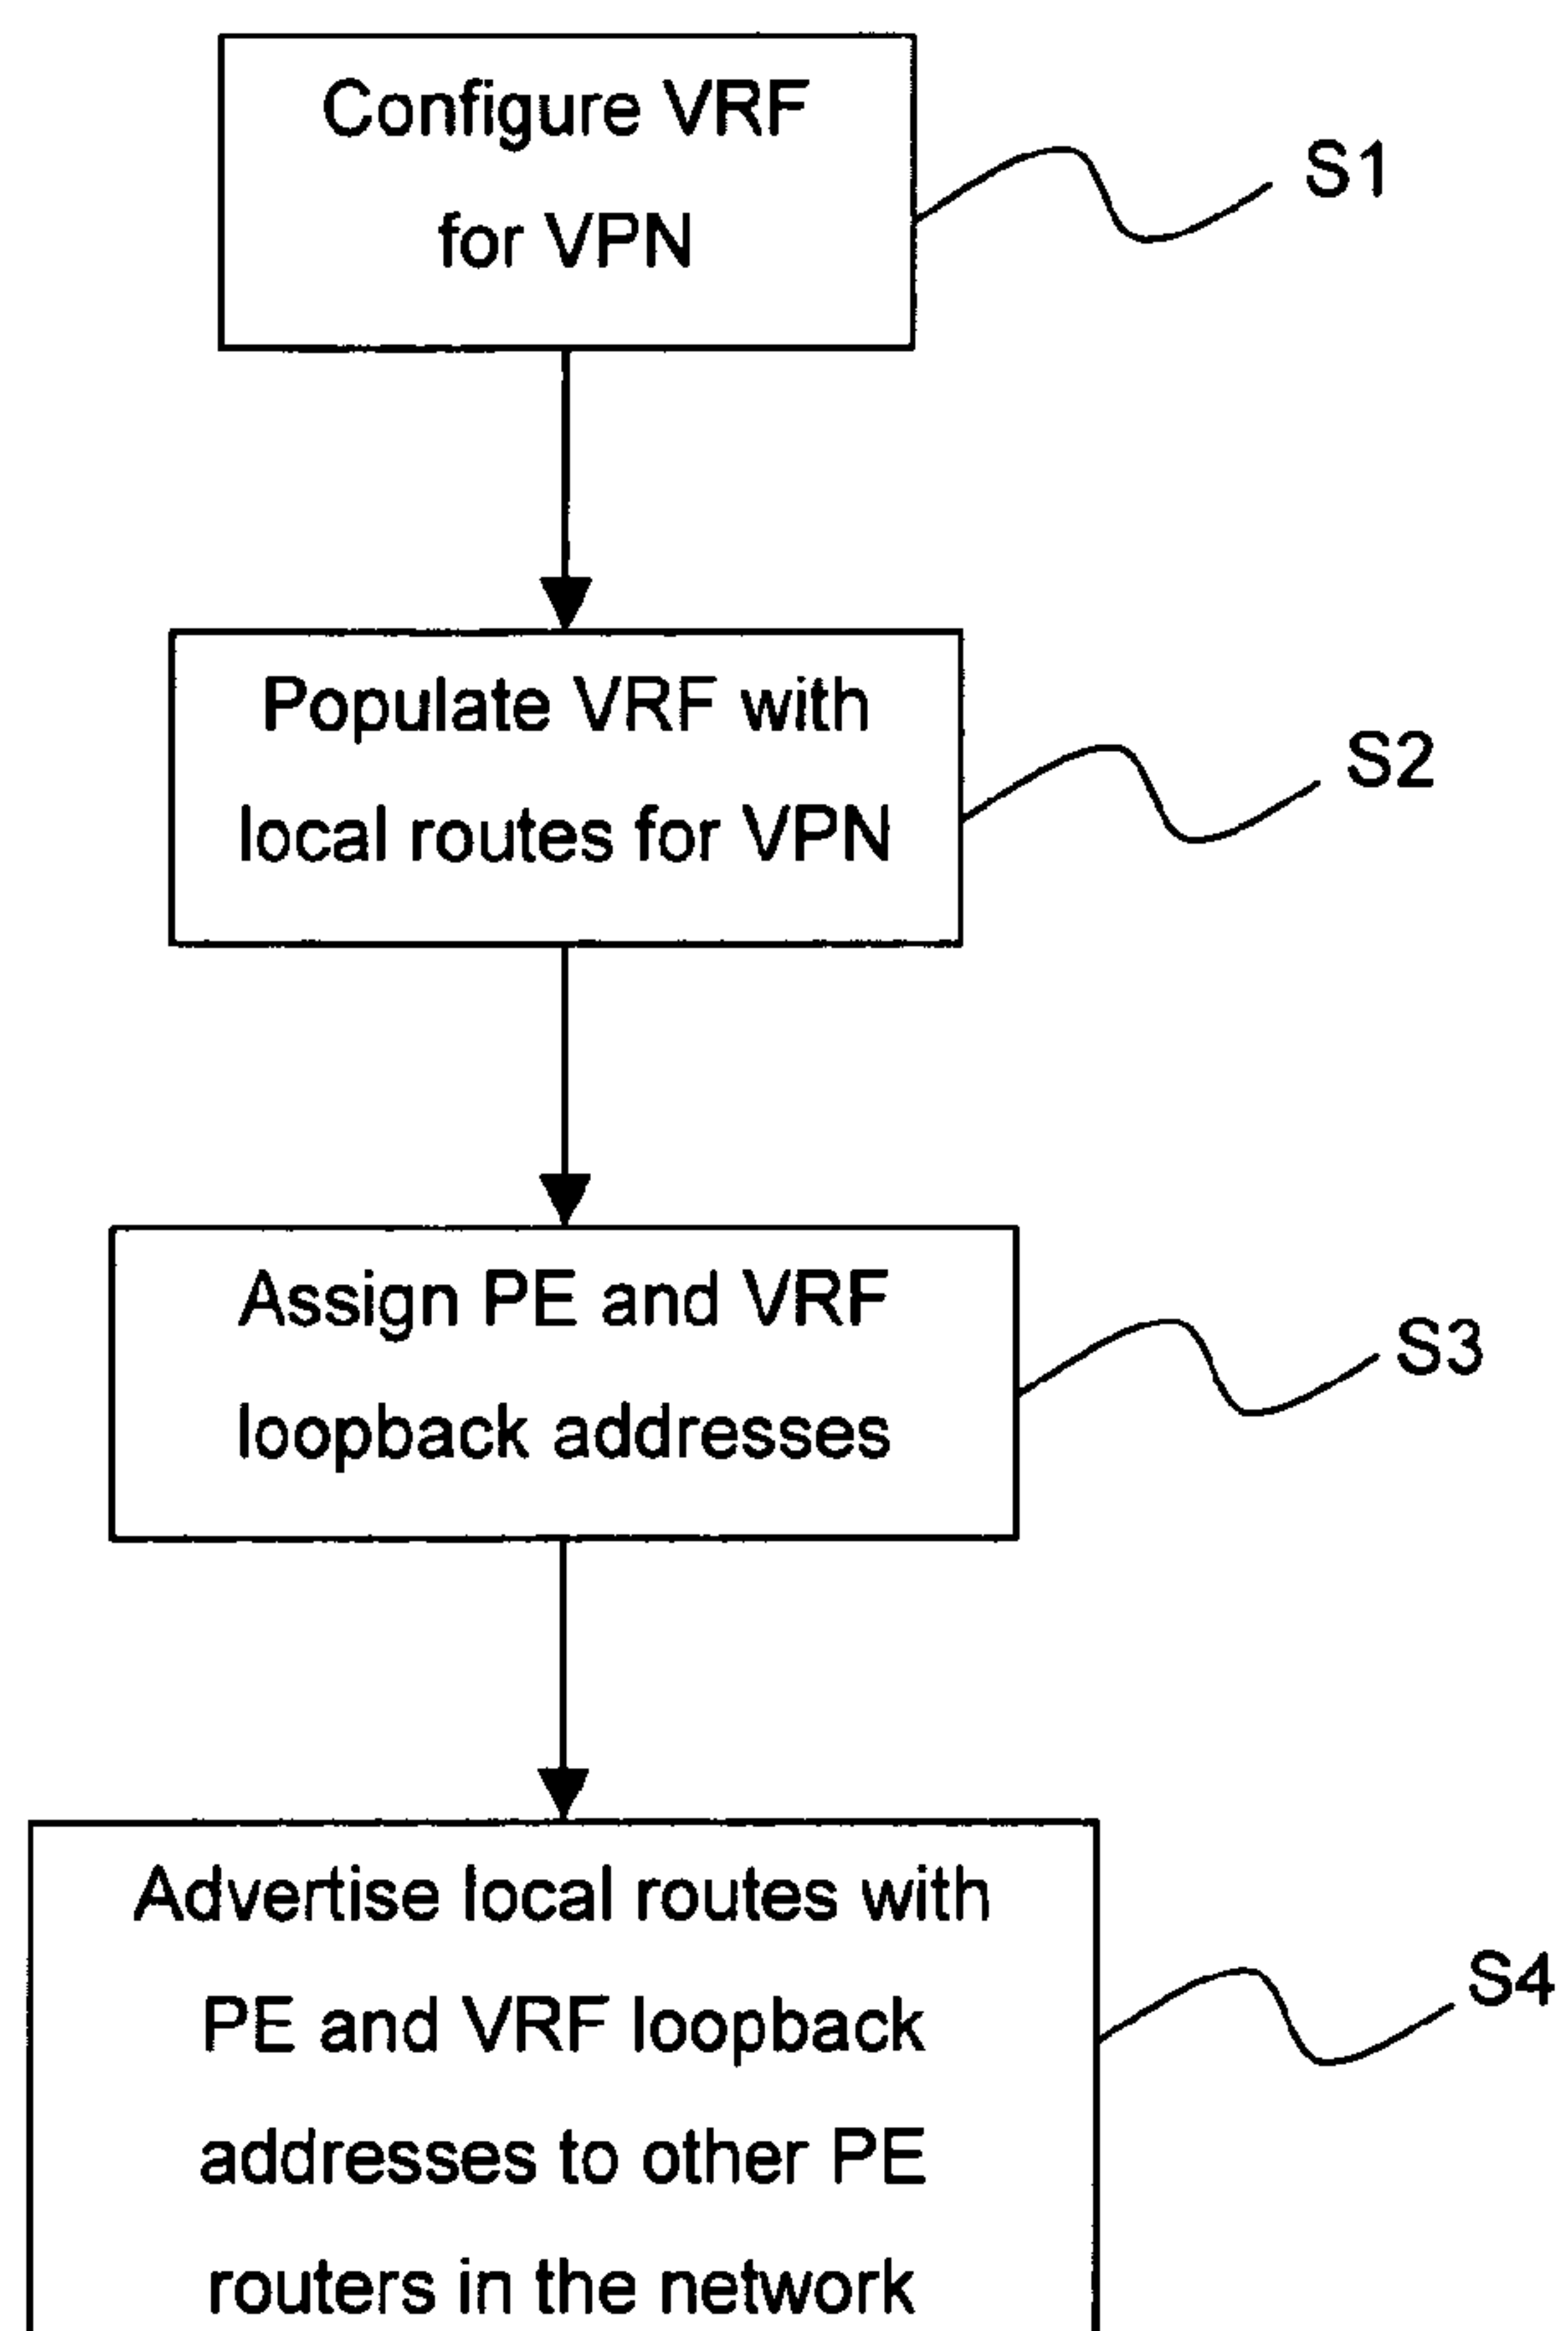 Configure VRF
for VPN
S1
Populate VRF with
local routes for VPN
S2
Assign PE and VRF
loopback addresses
S3
Advertise local routes with
PE and VRF loopback
addresses to other PE
routers in the network
S4